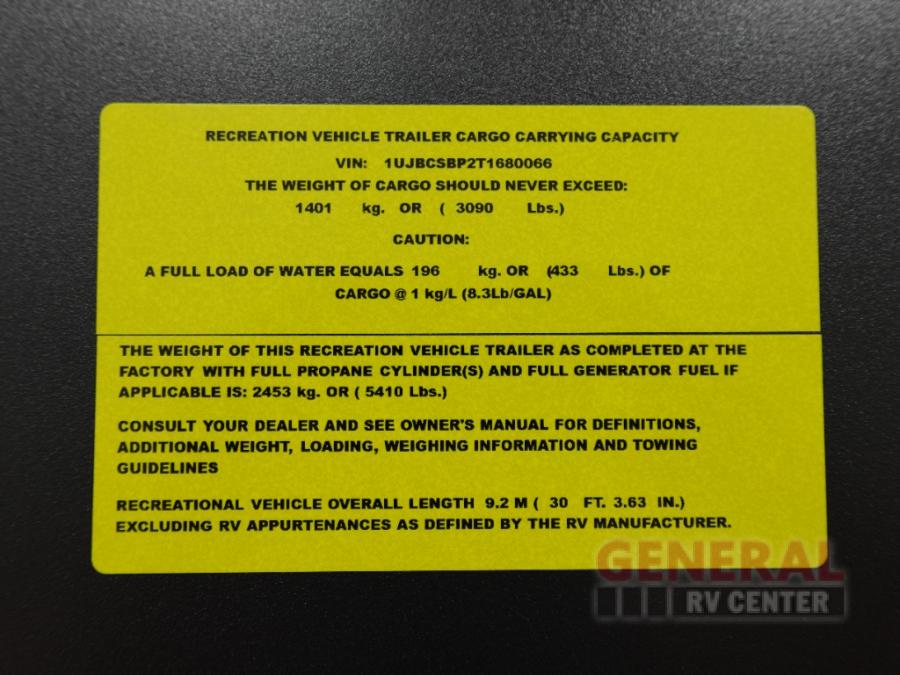 RECREATION VEHICLE TRAILER CARGO CARRYING CAPACITY
VIN: 1UJBCSBP2T1680066
THE WEIGHT OF CARGO SHOULD NEVER EXCEED:
1401 kg. OR ( 3090 Lbs.)
CAUTION:
A FULL LOAD OF WATER EQUALS 196 kg. OR (433 Lbs.) OF
CARGO @ 1 kg/L (8.3Lb/GAL)
THE WEIGHT OF THIS RECREATION VEHICLE TRAILER AS COMPLETED AT THE
FACTORY WITH FULL PROPANE CYLINDER(S) AND FULL GENERATOR FUEL IF
APPLICABLE IS: 2453 kg. OR ( 5410 Lbs.)
CONSULT YOUR DEALER AND SEE OWNER'S MANUAL FOR DEFINITIONS,
ADDITIONAL WEIGHT, LOADING, WEIGHING INFORMATION AND TOWING
GUIDELINES
RECREATIONAL VEHICLE OVERALL LENGTH 9.2 M ( 30 FT. 3.63 IN.)
EXCLUDING RV APPURTENANCES AS DEFINED BY THE RV MANUFACTURER.
GENERAL
RV CENTER